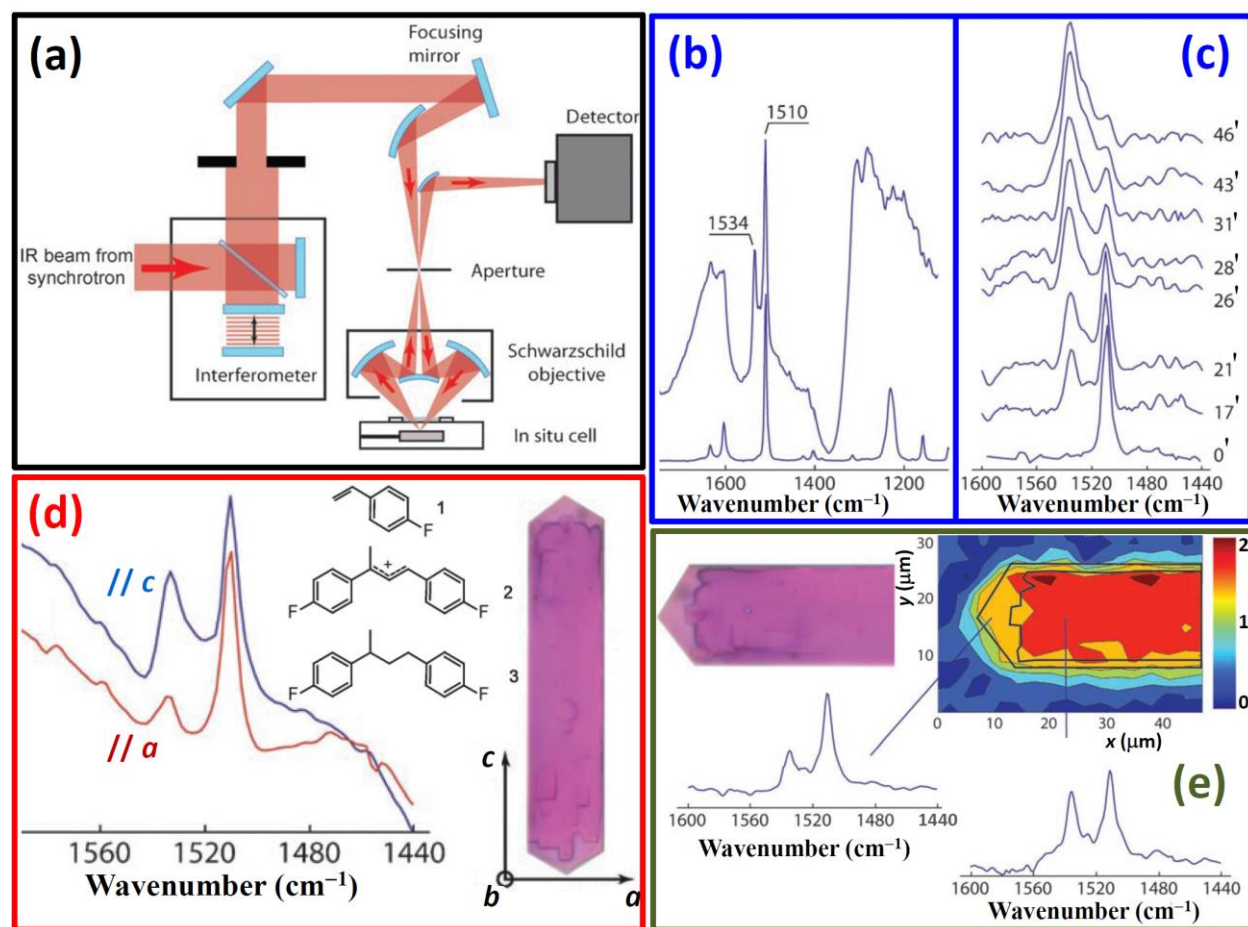 (a)
Focusing
mirror
Detector
IR beam from
synchrotron
Aperture
Interferometer
Schwarzschild
objective
In situ cell
(b)
1510
1534
1600 1400 1200
Wavenumber (cm⁻¹)
(c)
46'
43'
31'
28'
26'
21'
17'
0'
1600 1560 1520 1480 1440
Wavenumber (cm⁻¹)
(d)
// c
// a
1
F
+
2
F F
3
F F
1560 1520 1480 1440
Wavenumber (cm⁻¹)
c
b a
(e)
y (µm)
30
20
10
0 10 20 30 40
x (µm)
2
1
0
1600 1560 1520 1480 1440
Wavenumber (cm⁻¹)
1600 1560 1520 1480 1440
Wavenumber (cm⁻¹)